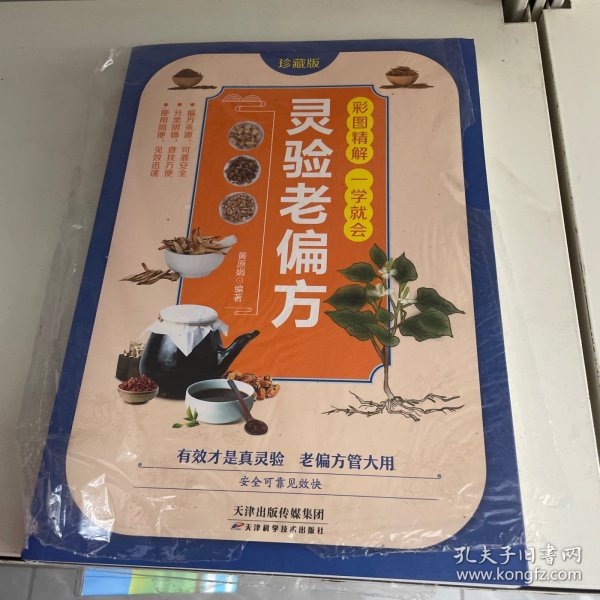 珍藏版
彩图精解 一学就会
灵验老偏方
偏方来源，可靠安全
分类明确，查找方便
使用简便，见效迅速
黄原娟◎编著
有效才是真灵验 老偏方管大用
安全可靠见效快
天津出版传媒集团
天津科学技术出版社
孔夫子旧书网
www.kongfz.com